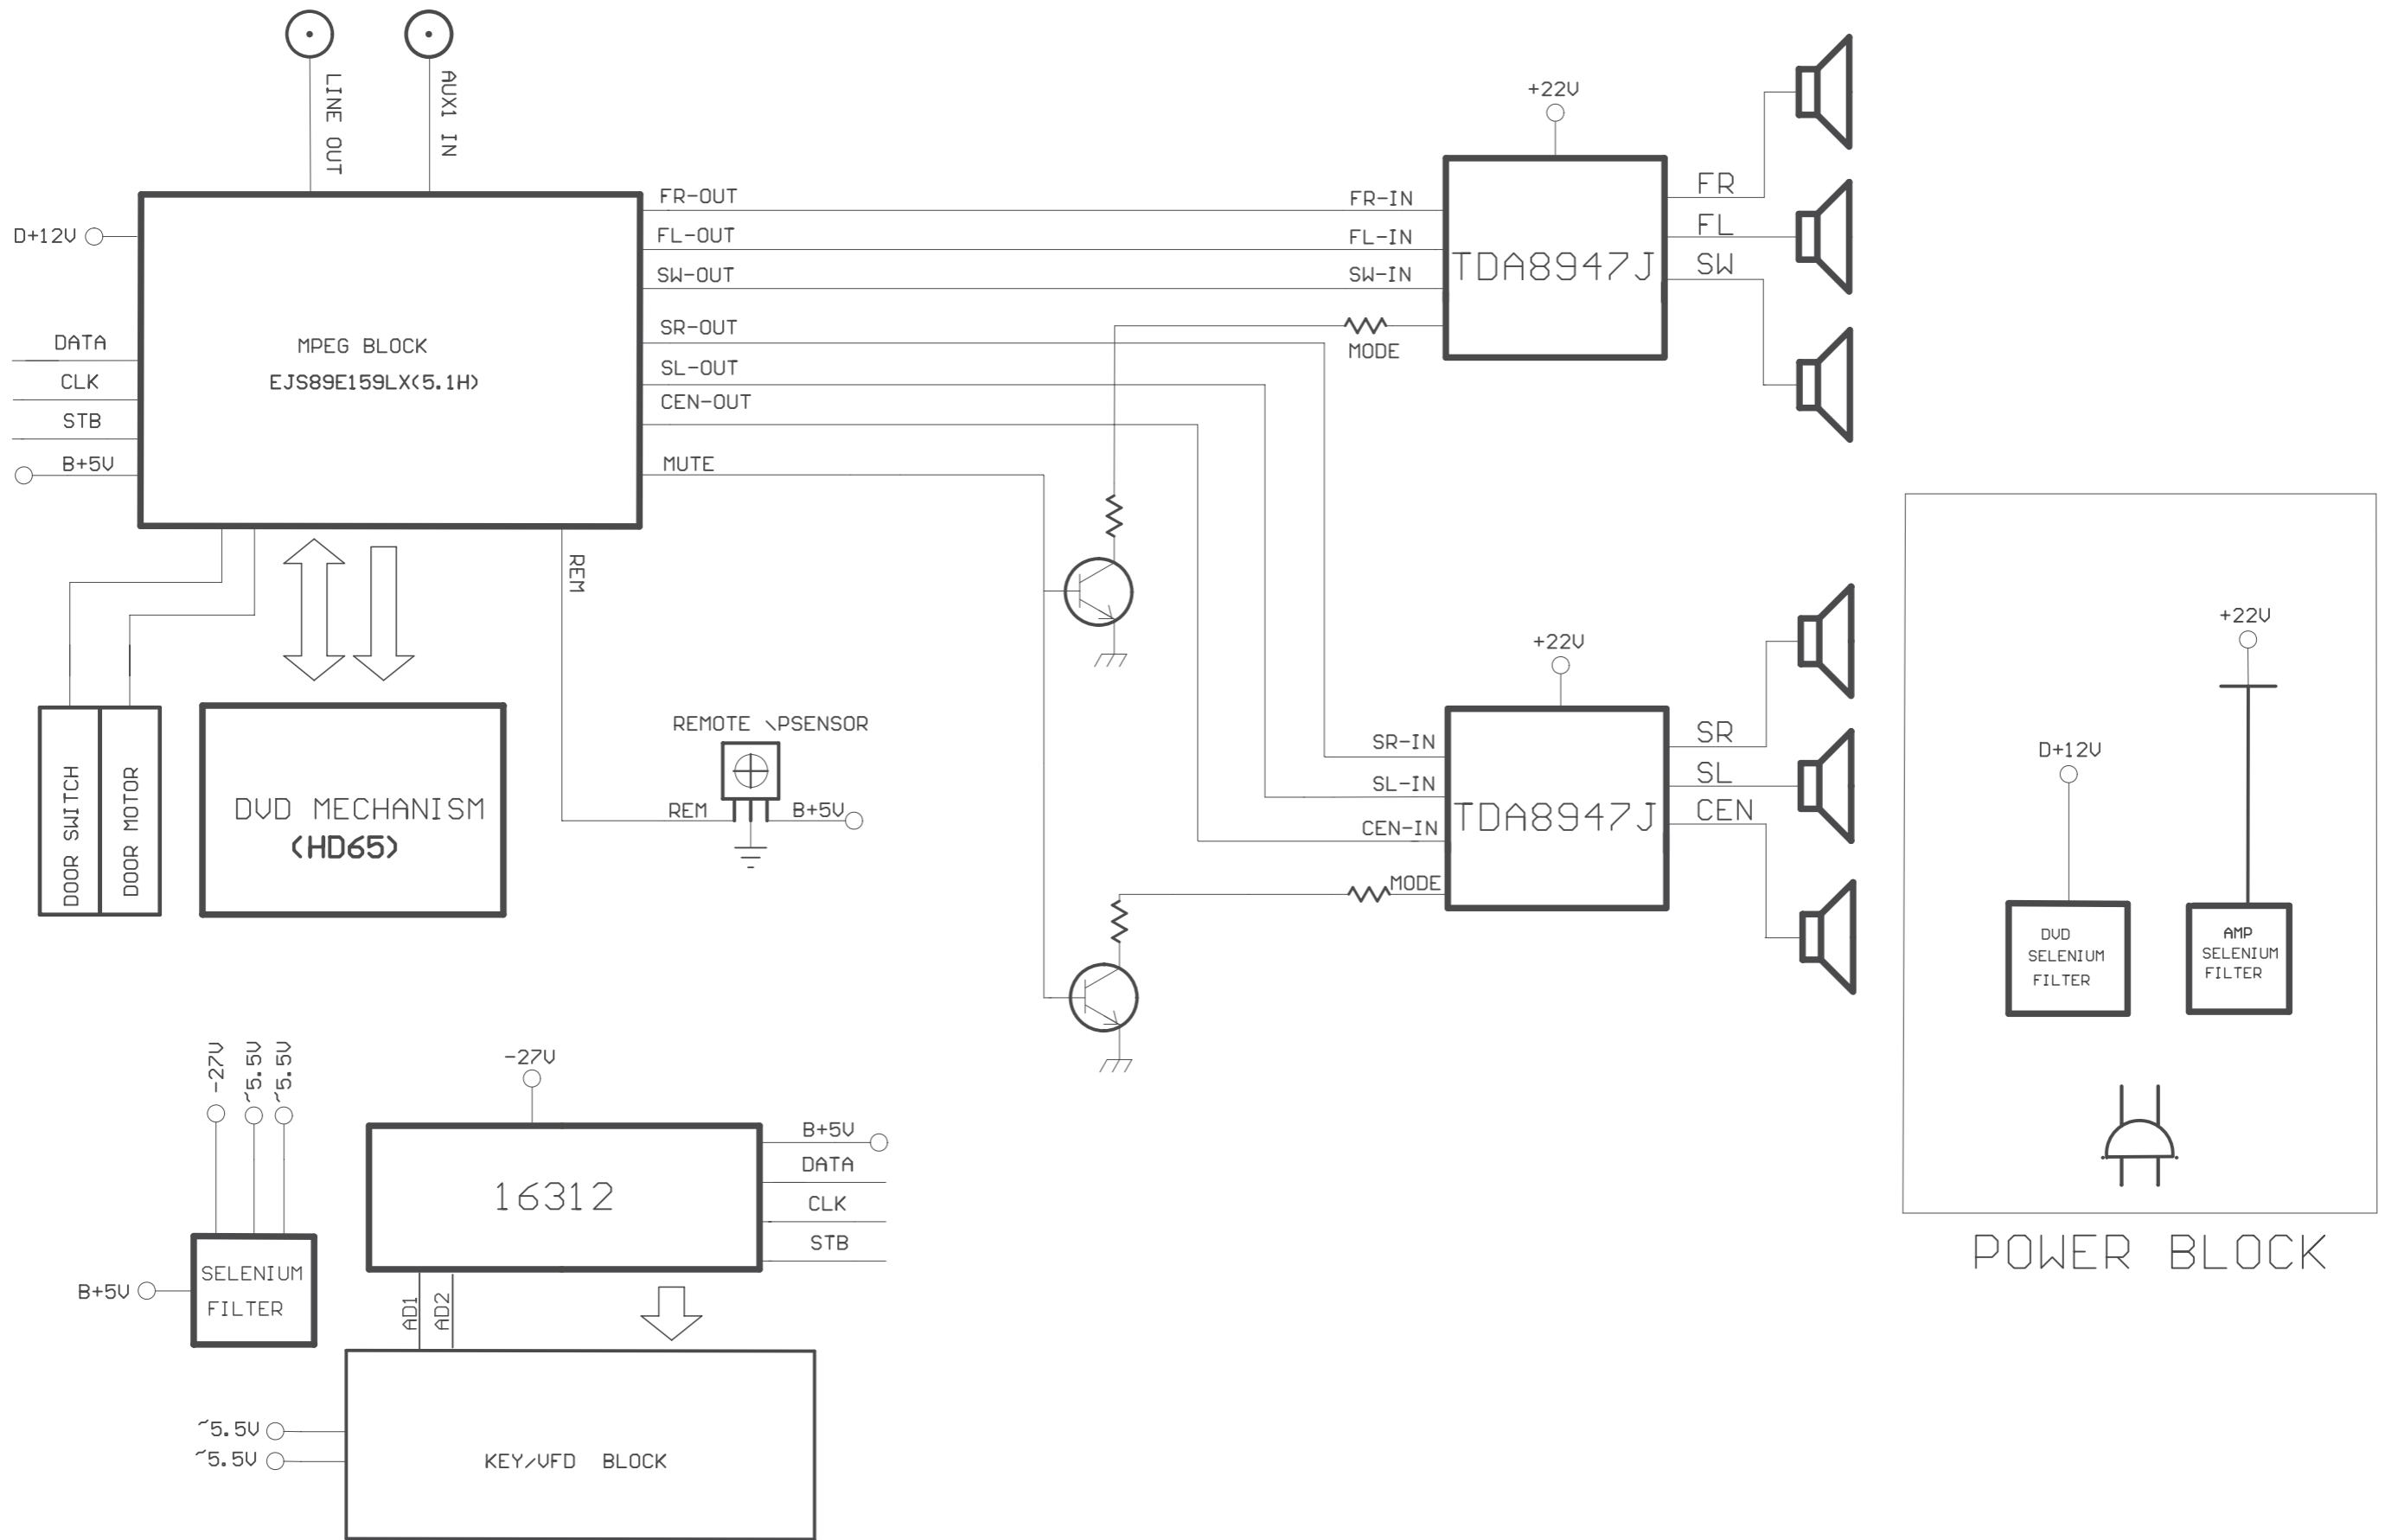 LINE OUT
AUX1 IN
D+12V
DATA
CLK
STB
B+5V
MPEG BLOCK
EJS89E159LX(5.1H)
FR-OUT
FL-OUT
SW-OUT
SR-OUT
SL-OUT
CEN-OUT
MUTE
REM
FR-IN
FL-IN
SW-IN
MODE
+22V
TDA8947J
FR
FL
SW
DOOR SWITCH
DOOR MOTOR
DVD MECHANISM
(HD65)
REMOTE \PSENSOR
REM
B+5V
SR-IN
SL-IN
CEN-IN
MODE
+22V
TDA8947J
SR
SL
CEN
+22V
D+12V
DVD
SELENIUM
FILTER
AMP
SELENIUM
FILTER
POWER BLOCK
-27V
~5.5V
~5.5V
B+5V
SELENIUM
FILTER
-27V
16312
B+5V
DATA
CLK
STB
AD1
AD2
~5.5V
~5.5V
KEY/VFD BLOCK